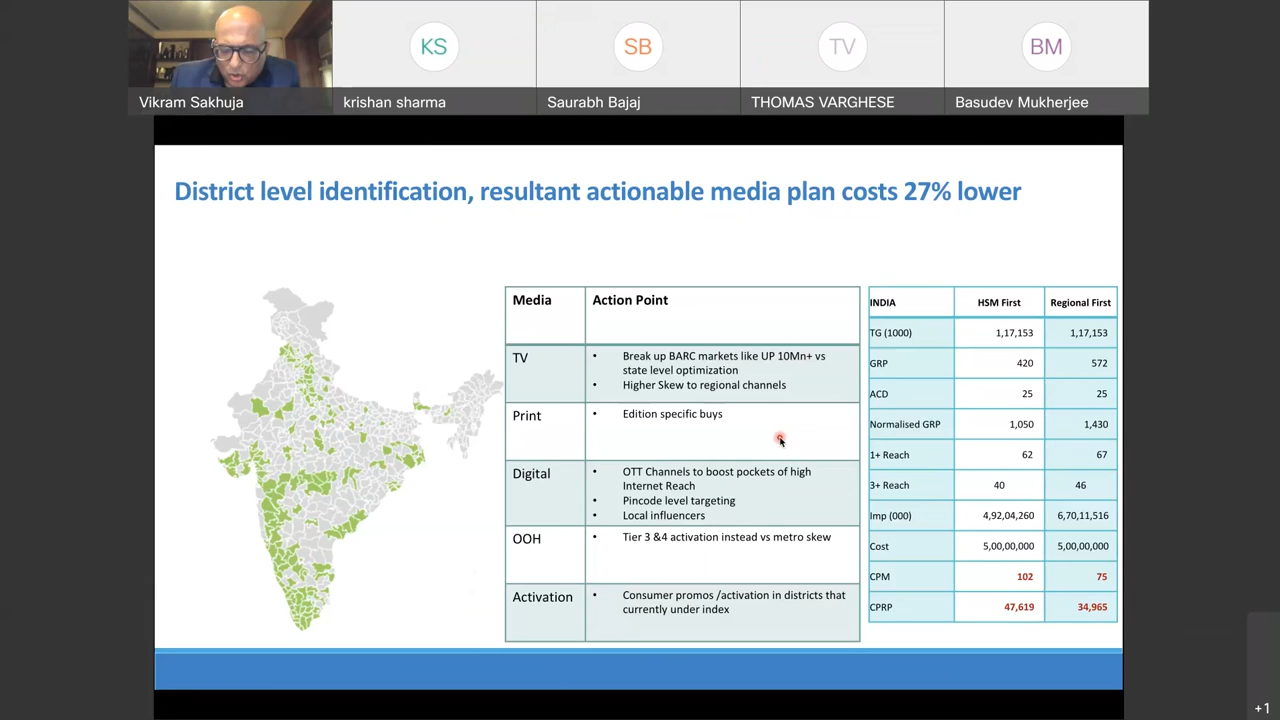 KS
SB
TV
BM
Vikram Sakhuja
krishan sharma
Saurabh Bajaj
THOMAS VARGHESE
Basudev Mukherjee
District level identification, resultant actionable media plan costs 27% lower
Media Action Point
TV
• Break up BARC markets like UP 10Mn+ vs
state level optimization
• Higher Skew to regional channels
Print
• Edition specific buys
Digital
• OTT Channels to boost pockets of high
Internet Reach
• Pincode level targeting
• Local influencers
OOH
• Tier 3 &4 activation instead vs metro skew
Activation
• Consumer promos /activation in districts that
currently under index
INDIA HSM First Regional First
TG (1000) 1,17,153 1,17,153
GRP 420 572
ACD 25 25
Normalised GRP 1,050 1,430
1+ Reach 62 67
3+ Reach 40 46
Imp (000) 4,92,04,260 6,70,11,516
Cost 5,00,00,000 5,00,00,000
CPM 102 75
CPRP 47,619 34,965
+1